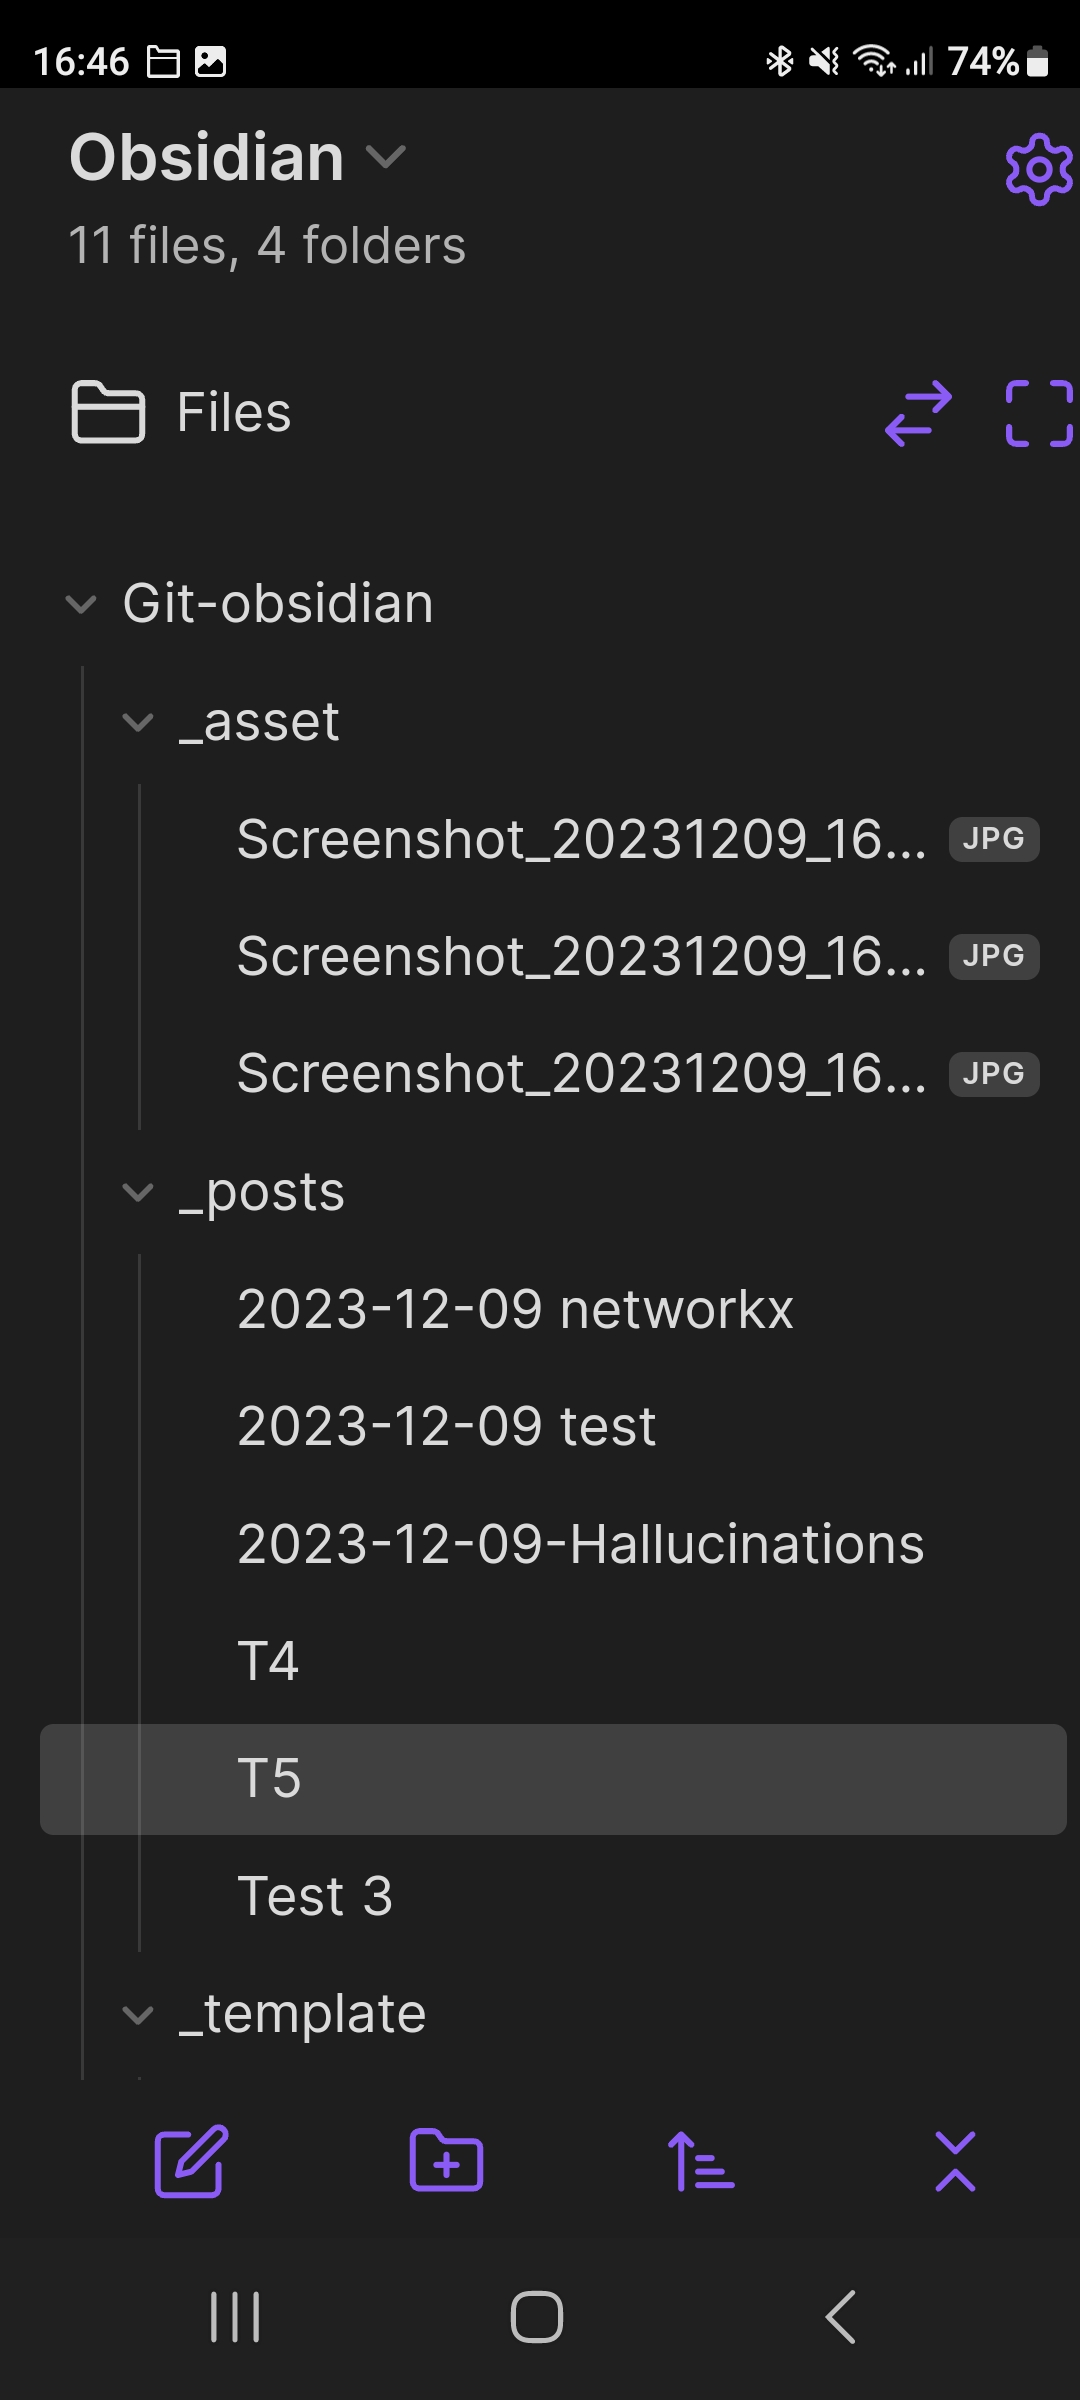 16:46 74%
Obsidian
11 files, 4 folders
Files
Git-obsidian
_asset
Screenshot_20231209_16... JPG
Screenshot_20231209_16... JPG
Screenshot_20231209_16... JPG
_posts
2023-12-09 networkx
2023-12-09 test
2023-12-09-Hallucinations
T4
T5
Test 3
_template